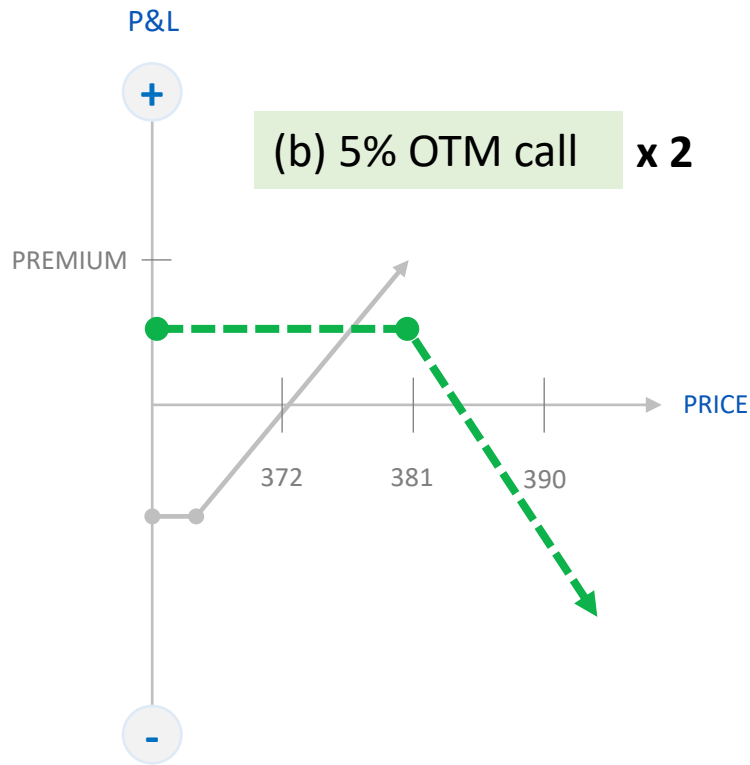 P&L
+
(b) 5% OTM call x 2
PREMIUM
PRICE
372 381 390
-